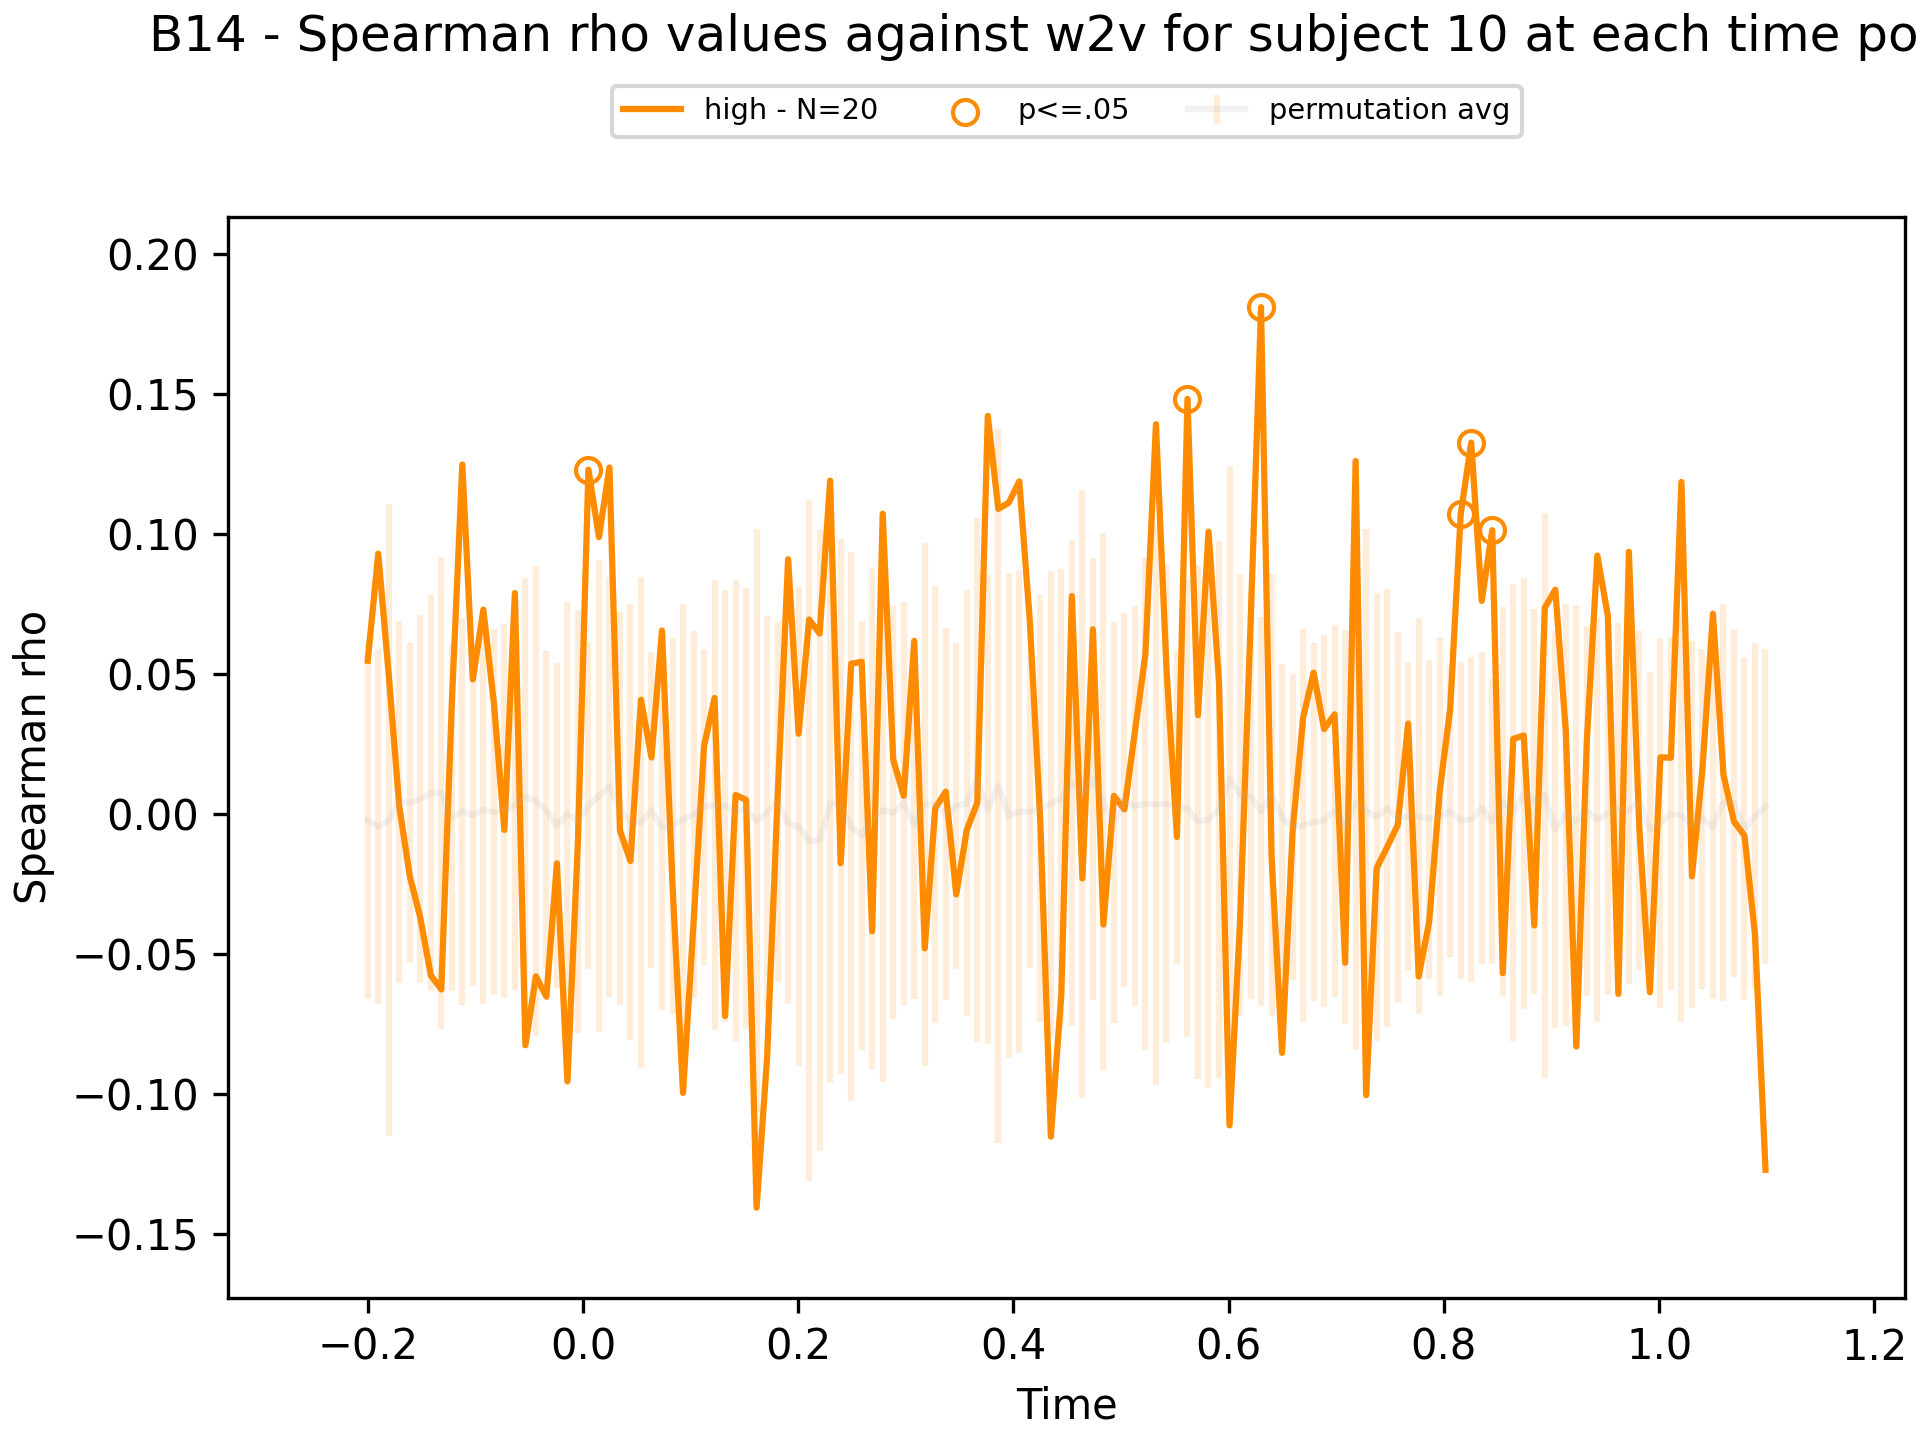 B14 - Spearman rho values against w2v for subject 10 at each time po
high - N=20 p<=.05 permutation avg
0.20
0.15
0.10
0.05
0.00
−0.05
−0.10
−0.15
Spearman rho
−0.2 0.0 0.2 0.4 0.6 0.8 1.0 1.2
Time